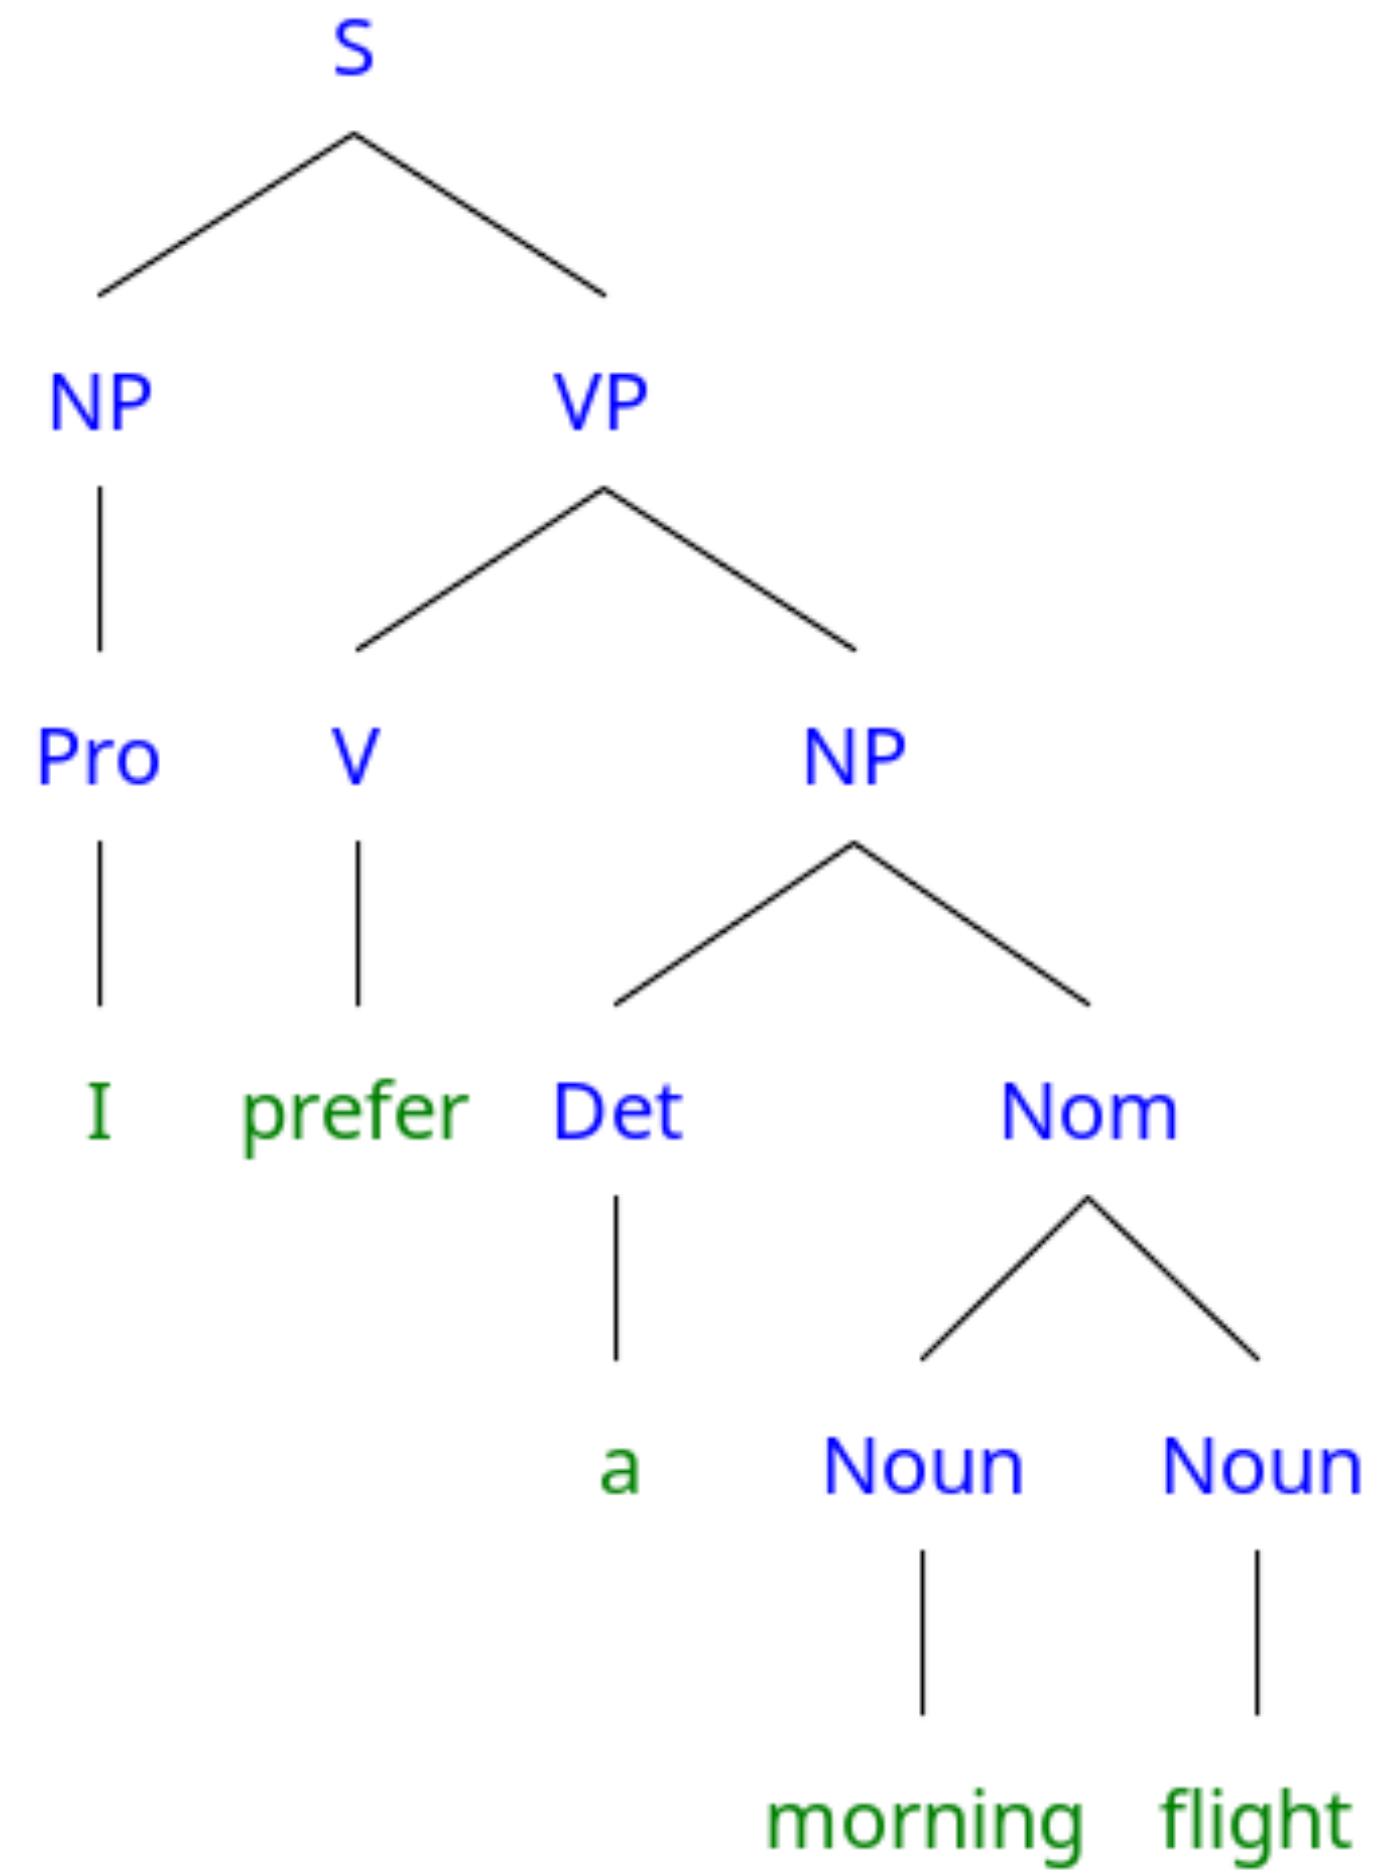 S
NP VP
Pro V NP
I prefer Det Nom
a Noun Noun
morning flight